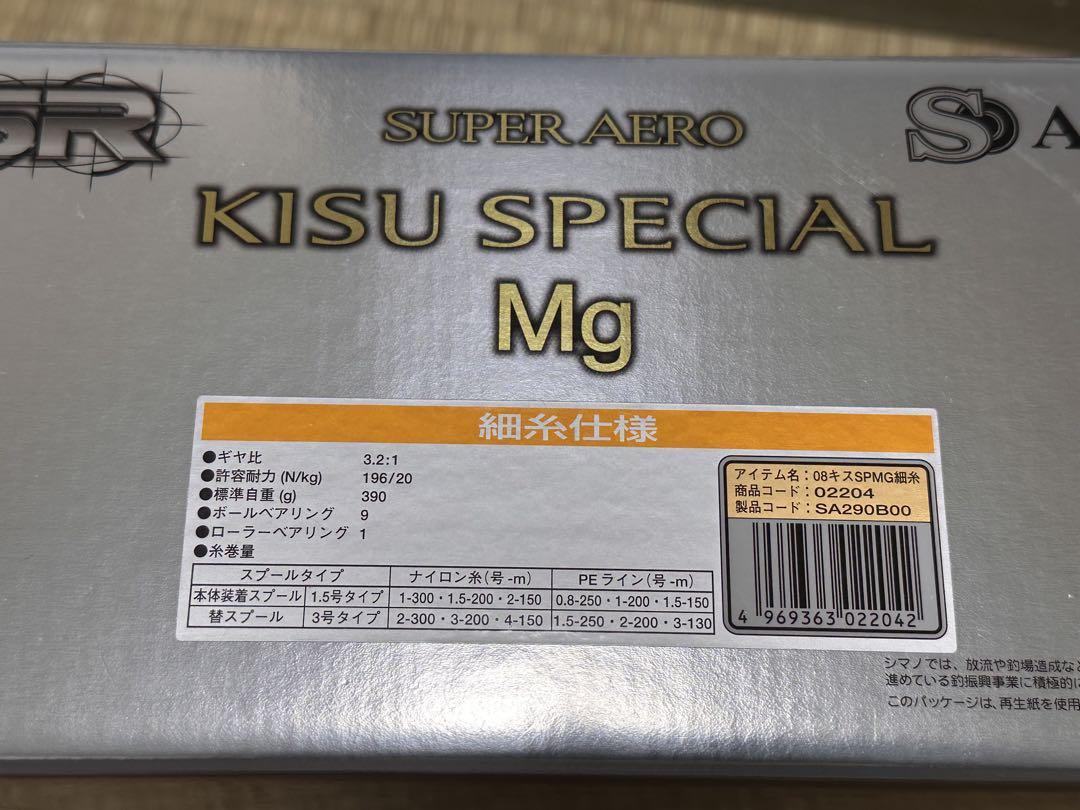 SUPER AERO
KISU SPECIAL
Mg
細糸仕様
●ギヤ比 3.2:1
●許容耐力 (N/kg) 196/20
●標準自重 (g) 390
●ボールベアリング 9
●ローラーベアリング 1
●糸巻量
スプールタイプ ナイロン糸(号-m) PEライン(号-m)
本体装着スプール 1.5号タイプ 1-300・1.5-200・2-150 0.8-250・1-200・1.5-150
替スプール 3号タイプ 2-300・3-200・4-150 1.5-250・2-200・3-130
アイテム名：08キスSPMG細糸
商品コード：02204
製品コード：SA290B00
4 969363 022042
シマノでは、放流や釣場造成など
進めている釣振興事業に積極的に
このパッケージは、再生紙を使用